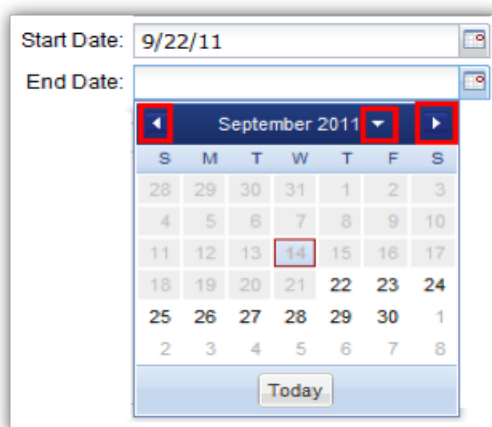 Start Date: 9/22/11
End Date:
September 2011
S M T W T F S
28 29 30 31 1 2 3
4 5 6 7 8 9 10
11 12 13 14 15 16 17
18 19 20 21 22 23 24
25 26 27 28 29 30 1
2 3 4 5 6 7 8
Today